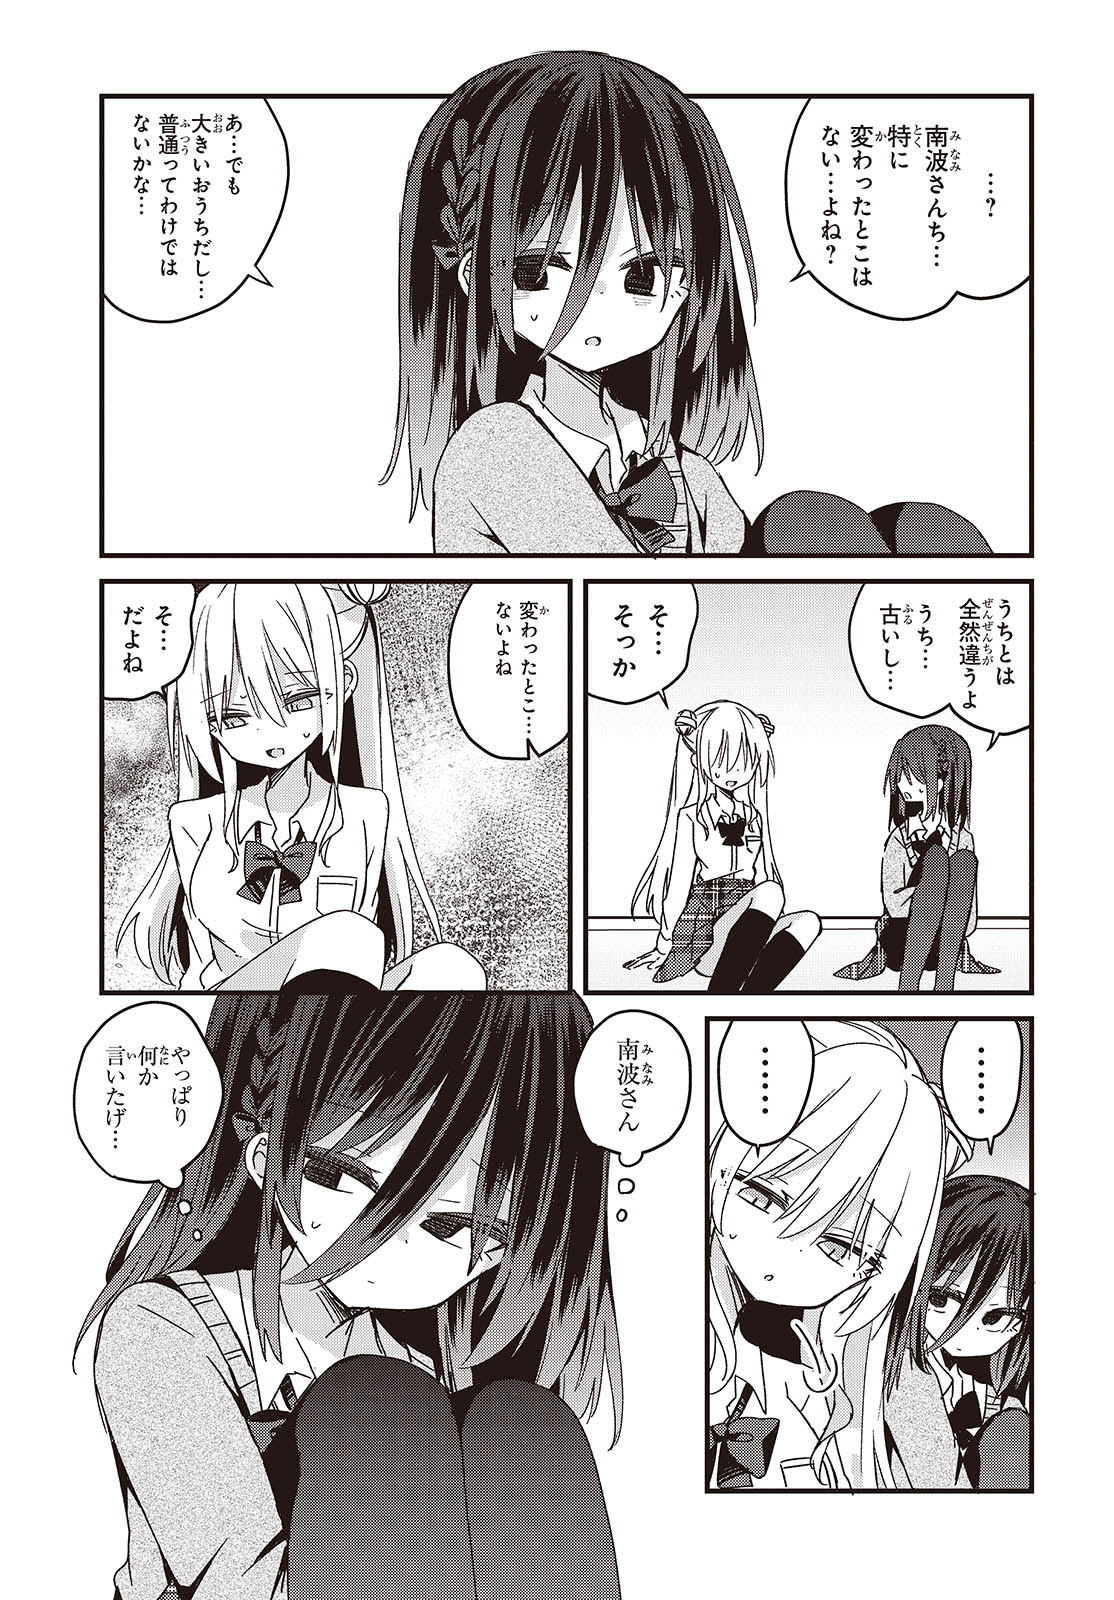 …?
南波さんち…
特に
変わったとこは
ない…よね?
あ…でも
大きいおうちだし…
普通ってわけでは
ないかな…
うちとは
全然違うよ
うち…
古いし…
そ…
そっか
変わったとこ…
ないよね
そ…
だよね
……
……
南波さん
やっぱり
何か
言いたげ…